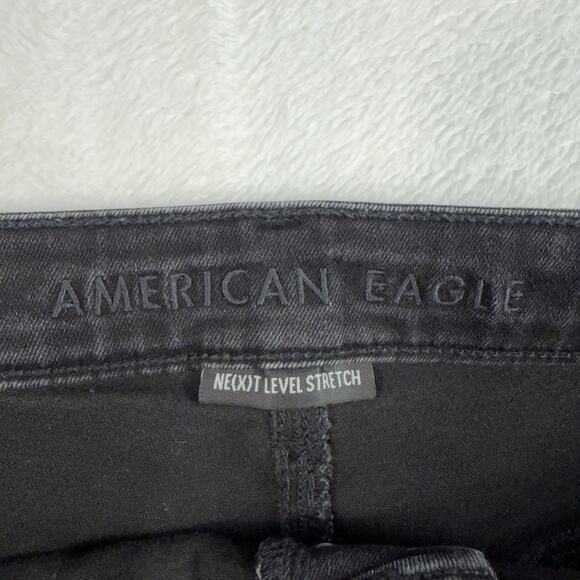 AMERICAN EAGLE
NE(X)T LEVEL STRETCH